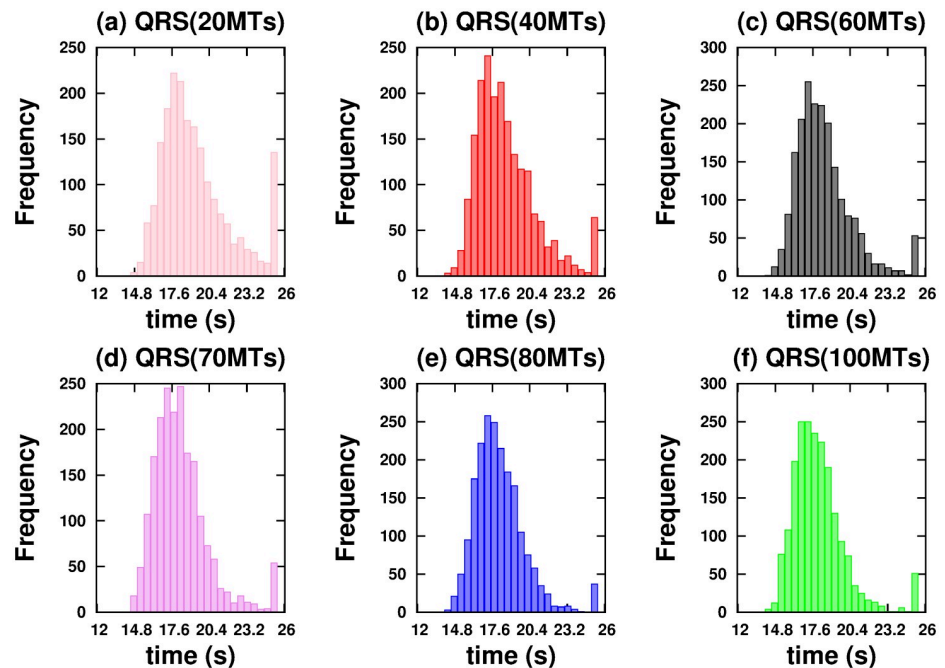 (a) QRS(20MTs) (b) QRS(40MTs) (c) QRS(60MTs)
250 250 300
200 200 250
150 150 200
100 100 150
50 50 100
0 0 50
0
Frequency Frequency Frequency
12 14.8 17.6 20.4 23.2 26 12 14.8 17.6 20.4 23.2 26 12 14.8 17.6 20.4 23.2 26
time (s) time (s) time (s)
(d) QRS(70MTs) (e) QRS(80MTs) (f) QRS(100MTs)
250 300 300
200 250 250
150 200 200
100 150 150
50 100 100
0 50 50
0 0
Frequency Frequency Frequency
12 14.8 17.6 20.4 23.2 26 12 14.8 17.6 20.4 23.2 26 12 14.8 17.6 20.4 23.2 26
time (s) time (s) time (s)